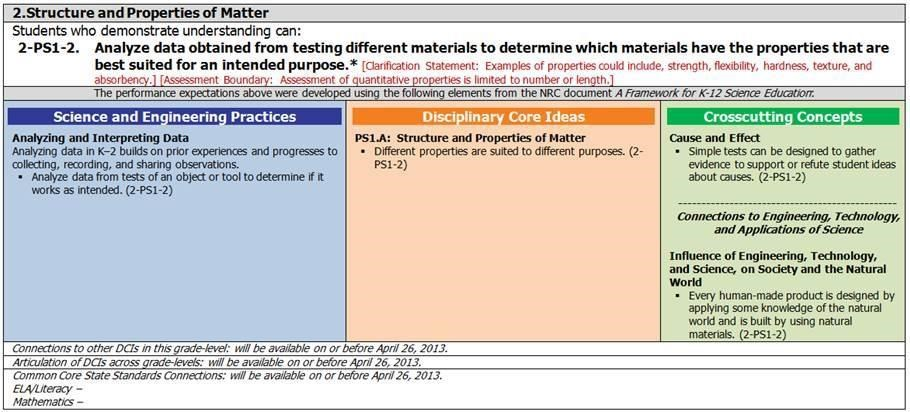 2.Structure and Properties of Matter
Students who demonstrate understanding can:
2-PS1-2. Analyze data obtained from testing different materials to determine which materials have the properties that are
best suited for an intended purpose.* [Clarification Statement: Examples of properties could include, strength, flexibility, hardness, texture, and
absorbency.] [Assessment Boundary: Assessment of quantitative properties is limited to number or length.]
The performance expectations above were developed using the following elements from the NRC document A Framework for K-12 Science Education:
Science and Engineering Practices
Analyzing and Interpreting Data
Analyzing data in K–2 builds on prior experiences and progresses to
collecting, recording, and sharing observations.
▪ Analyze data from tests of an object or tool to determine if it
works as intended. (2-PS1-2)
Disciplinary Core Ideas
PS1.A: Structure and Properties of Matter
▪ Different properties are suited to different purposes. (2-
PS1-2)
Crosscutting Concepts
Cause and Effect
▪ Simple tests can be designed to gather
evidence to support or refute student ideas
about causes. (2-PS1-2)
-----------------------------------------------
Connections to Engineering, Technology,
and Applications of Science
Influence of Engineering, Technology,
and Science, on Society and the Natural
World
▪ Every human-made product is designed by
applying some knowledge of the natural
world and is built by using natural
materials. (2-PS1-2)
Connections to other DCIs in this grade-level: will be available on or before April 26, 2013.
Articulation of DCIs across grade-levels: will be available on or before April 26, 2013.
Common Core State Standards Connections: will be available on or before April 26, 2013.
ELA/Literacy –
Mathematics –